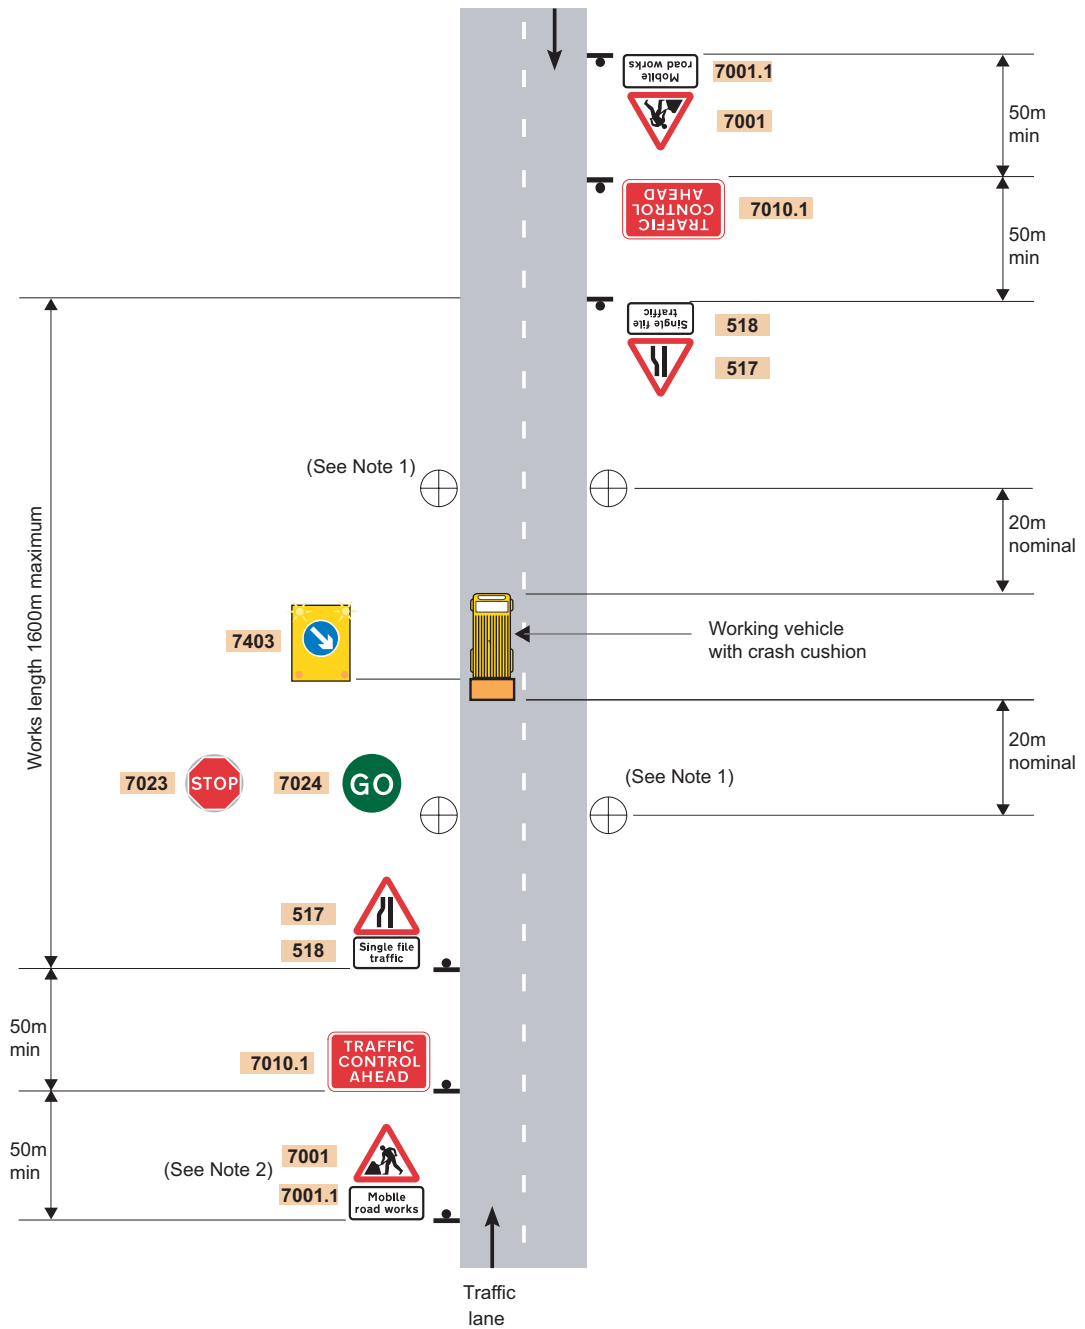 Mobile
road works
7001.1
7001
50m
min
TRAFFIC
CONTROL
AHEAD
7010.1
50m
min
Single file
traffic
518
517
(See Note 1)
20m
nominal
Works length 1600m maximum
7403
Working vehicle
with crash cushion
20m
nominal
7023
STOP
7024
GO
(See Note 1)
517
518
Single file
traffic
50m
min
7010.1
TRAFFIC
CONTROL
AHEAD
50m
min
(See Note 2)
7001
7001.1
Mobile
road works
Traffic
lane